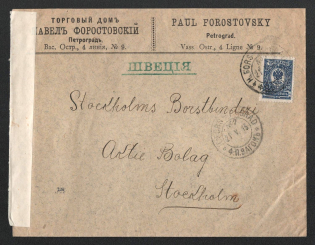 ТОРГОВЫЙ ДОМЪ
ПАВЕЛЪ ФОРОСТОВСКІЙ
Петроградъ.
Вас. Остр., 4 линія, № 8.
PAUL FOROSTOVSKY
Petrograd.
Vass. Ostr., 4 Ligne № 8.
ШВЕЦІЯ
Stockholms Borstbinderi
Aktie Bolag
Stockholm